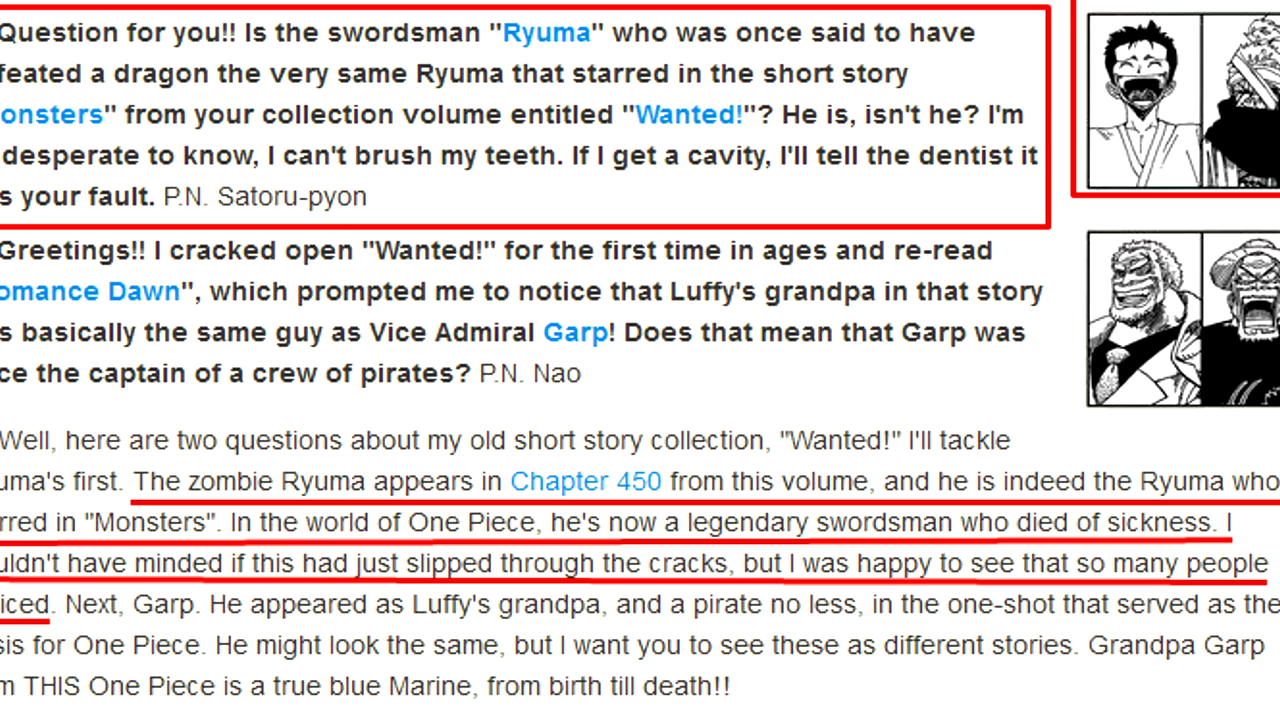 Question for you!! Is the swordsman "Ryuma" who was once said to have
feated a dragon the very same Ryuma that starred in the short story
onsters" from your collection volume entitled "Wanted!"? He is, isn't he? I'm
desperate to know, I can't brush my teeth. If I get a cavity, I'll tell the dentist it
s your fault. P.N. Satoru-pyon
Greetings!! I cracked open "Wanted!" for the first time in ages and re-read
omance Dawn", which prompted me to notice that Luffy's grandpa in that story
s basically the same guy as Vice Admiral Garp! Does that mean that Garp was
ce the captain of a crew of pirates? P.N. Nao
Well, here are two questions about my old short story collection, "Wanted!" I'll tackle
uma's first. The zombie Ryuma appears in Chapter 450 from this volume, and he is indeed the Ryuma who
rred in "Monsters". In the world of One Piece, he's now a legendary swordsman who died of sickness. I
uldn't have minded if this had just slipped through the cracks, but I was happy to see that so many people
iced. Next, Garp. He appeared as Luffy's grandpa, and a pirate no less, in the one-shot that served as the
sis for One Piece. He might look the same, but I want you to see these as different stories. Grandpa Garp
m THIS One Piece is a true blue Marine, from birth till death!!